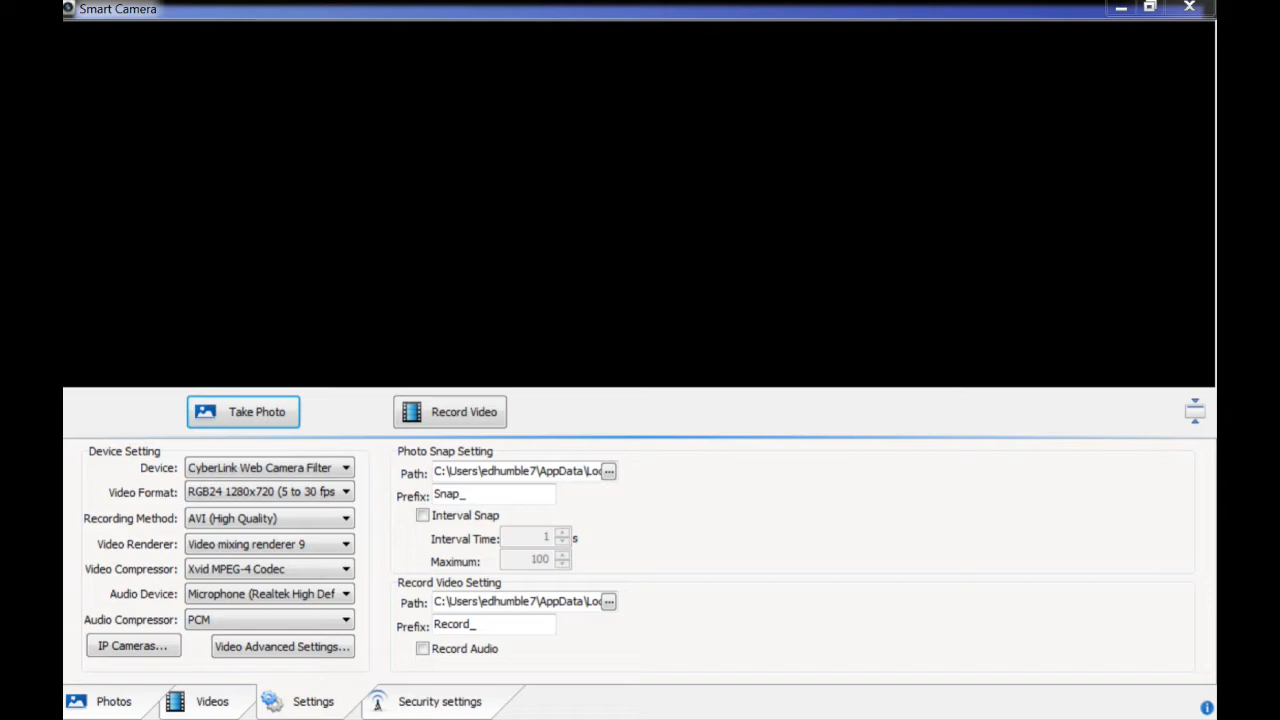 Smart Camera
Take Photo
Record Video
Device Setting
Device: CyberLink Web Camera Filter
Video Format: RGB24 1280x720 (5 to 30 fps
Recording Method: AVI (High Quality)
Video Renderer: Video mixing renderer 9
Video Compressor: Xvid MPEG-4 Codec
Audio Device: Microphone (Realtek High Def
Audio Compressor: PCM
IP Cameras... Video Advanced Settings...
Photo Snap Setting
Path: C:\Users\edhumble7\AppData\Loc ...
Prefix: Snap_
Interval Snap
Interval Time: 1 s
Maximum: 100
Record Video Setting
Path: C:\Users\edhumble7\AppData\Loc ...
Prefix: Record_
Record Audio
Photos Videos Settings Security settings